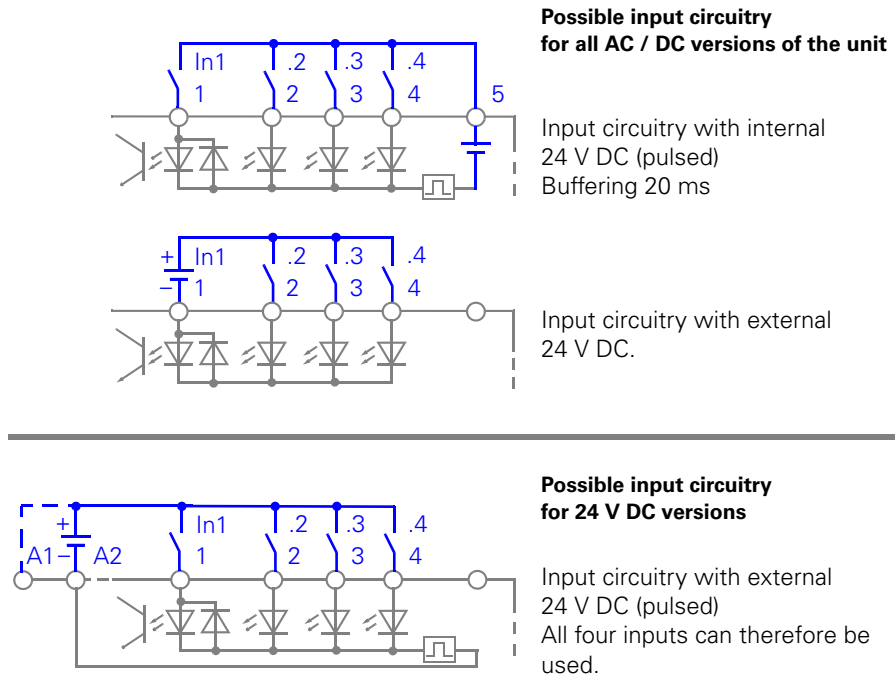 Possible input circuitry
for all AC / DC versions of the unit
In1 .2 .3 .4
1 2 3 4 5
Input circuitry with internal
24 V DC (pulsed)
Buffering 20 ms
+ In1 .2 .3 .4
– 1 2 3 4
Input circuitry with external
24 V DC.
Possible input circuitry
for 24 V DC versions
+ In1 .2 .3 .4
A1 – A2 1 2 3 4
Input circuitry with external
24 V DC (pulsed)
All four inputs can therefore be
used.